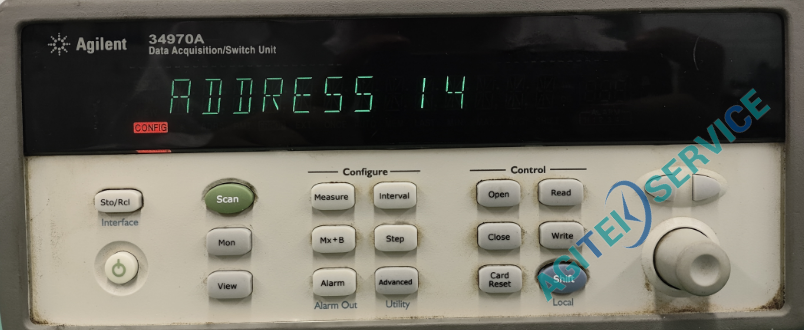 Agilent
34970A
Data Acquisition/Switch Unit
ADDRESS 14
CONFIG
Configure
Control
Sto/Rcl
Scan
Measure
Interval
Open
Read
Interface
Mon
Mx+B
Step
Close
Write
View
Alarm
Advanced
Card
Reset
Shift
Alarm Out
Utility
Local
AGITEK SERVICE